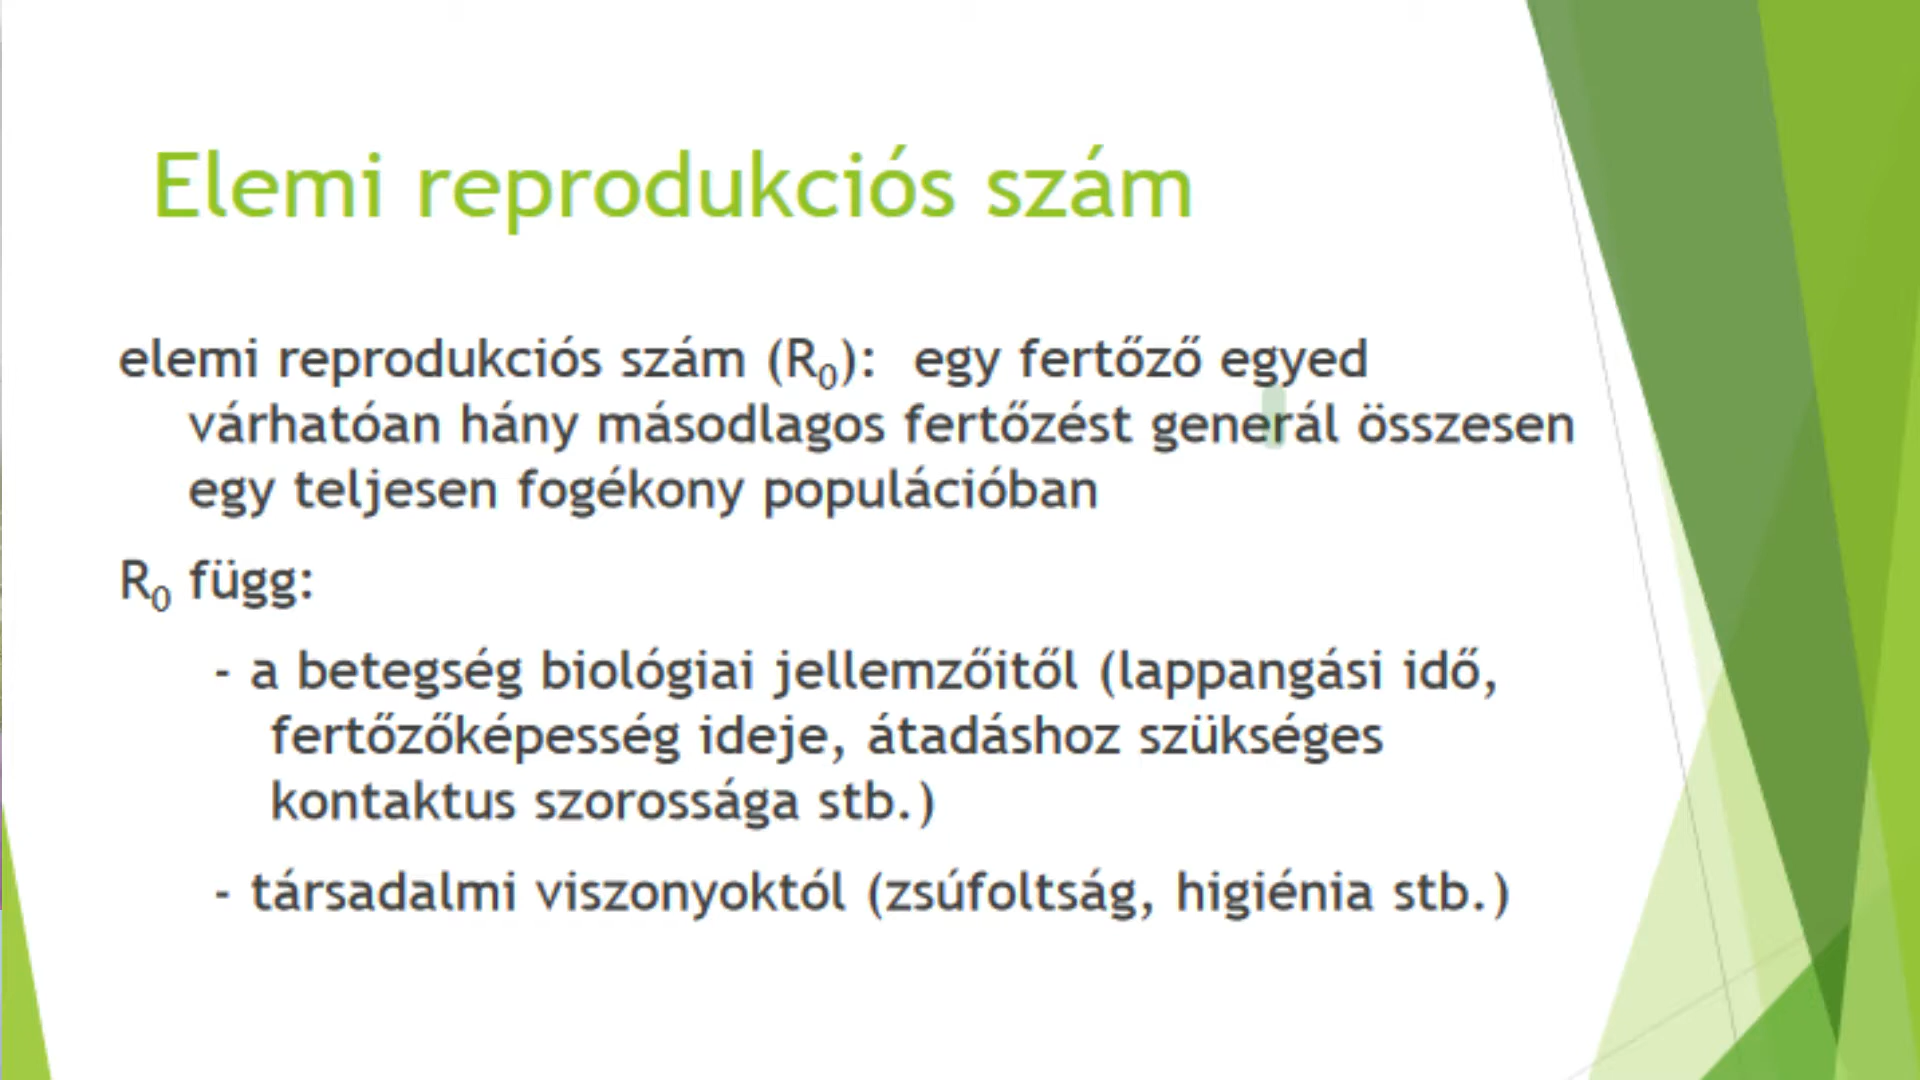 Elemi reprodukciós szám
elemi reprodukciós szám (R₀): egy fertőző egyed
várhatóan hány másodlagos fertőzést generál összesen
egy teljesen fogékony populációban
R₀ függ:
- a betegség biológiai jellemzőitől (lappangási idő,
fertőzőképesség ideje, átadáshoz szükséges
kontaktus szorossága stb.)
- társadalmi viszonyoktól (zsúfoltság, higiénia stb.)